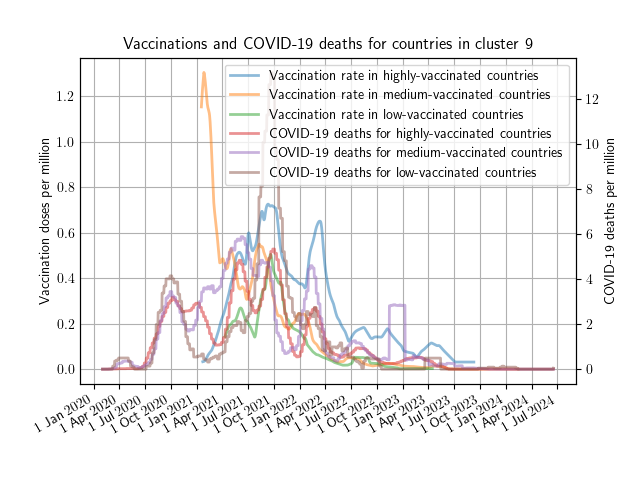 Vaccinations and COVID-19 deaths for countries in cluster 9
Vaccination rate in highly-vaccinated countries
Vaccination rate in medium-vaccinated countries
Vaccination rate in low-vaccinated countries
COVID-19 deaths for highly-vaccinated countries
COVID-19 deaths for medium-vaccinated countries
COVID-19 deaths for low-vaccinated countries
Vaccination doses per million
1.2
1.0
0.8
0.6
0.4
0.2
0.0
12
10
8
6
4
2
0
COVID-19 deaths per million
1 Jan 2020
1 Apr 2020
1 Jul 2020
1 Oct 2020
1 Jan 2021
1 Apr 2021
1 Jul 2021
1 Oct 2021
1 Jan 2022
1 Apr 2022
1 Jul 2022
1 Oct 2022
1 Jan 2023
1 Apr 2023
1 Jul 2023
1 Oct 2023
1 Jan 2024
1 Apr 2024
1 Jul 2024